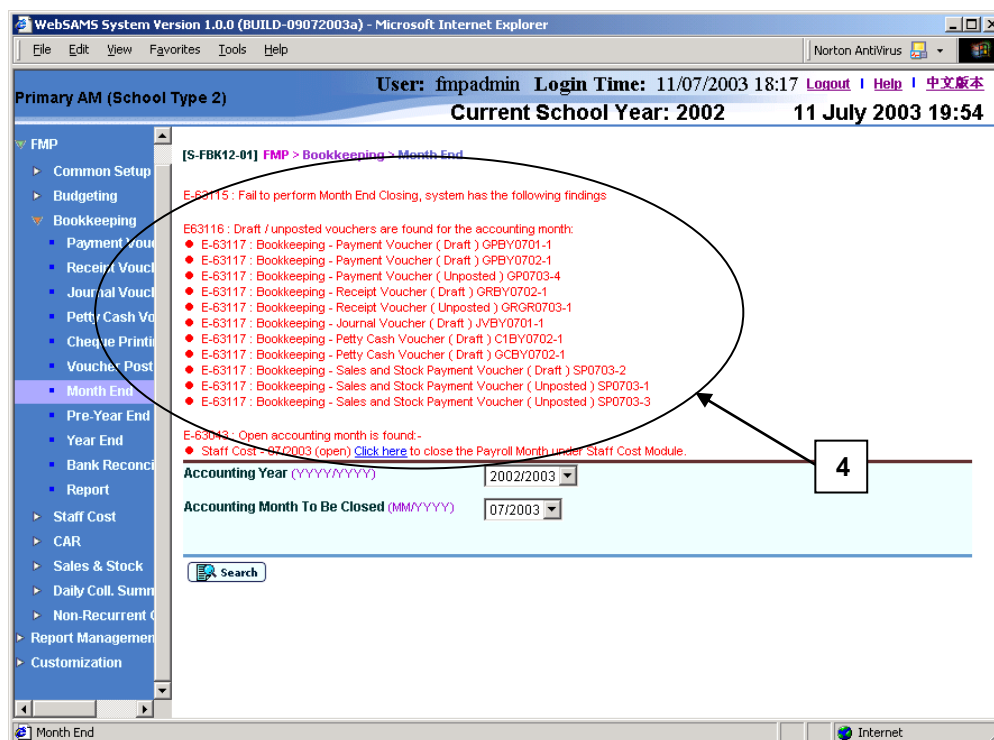 WebSAMS System Version 1.0.0 (BUILD-09072003a) - Microsoft Internet Explorer
File Edit View Favorites Tools Help
Norton AntiVirus
Primary AM (School Type 2)
User: fmpadmin Login Time: 11/07/2003 18:17 Logout | Help | 中文版本
Current School Year: 2002 11 July 2003 19:54
FMP
Common Setup
Budgeting
Bookkeeping
Payment Vouc
Receipt Vouch
Journal Vouch
Petty Cash Vo
Cheque Printi
Voucher Post
Month End
Pre-Year End
Year End
Bank Reconci
Report
Staff Cost
CAR
Sales & Stock
Daily Coll. Summ
Non-Recurrent
Report Managemen
Customization
[S-FBK12-01] FMP > Bookkeeping > Month End
E-63115 : Fail to perform Month End Closing, system has the following findings
E63116 : Draft / unposted vouchers are found for the accounting month:
E-63117 : Bookkeeping - Payment Voucher ( Draft ) GPBY0701-1
E-63117 : Bookkeeping - Payment Voucher ( Draft ) GPBY0702-1
E-63117 : Bookkeeping - Payment Voucher ( Unposted ) GP0703-4
E-63117 : Bookkeeping - Receipt Voucher ( Draft ) GRBY0702-1
E-63117 : Bookkeeping - Receipt Voucher ( Unposted ) GRGR0703-1
E-63117 : Bookkeeping - Journal Voucher ( Draft ) JVBY0701-1
E-63117 : Bookkeeping - Petty Cash Voucher ( Draft ) C1BY0702-1
E-63117 : Bookkeeping - Petty Cash Voucher ( Draft ) GCBY0702-1
E-63117 : Bookkeeping - Sales and Stock Payment Voucher ( Draft ) SP0703-2
E-63117 : Bookkeeping - Sales and Stock Payment Voucher ( Unposted ) SP0703-1
E-63117 : Bookkeeping - Sales and Stock Payment Voucher ( Unposted ) SP0703-3
E-63043 : Open accounting month is found:-
Staff Cost - 07/2003 (open) Click here to close the Payroll Month under Staff Cost Module.
Accounting Year (YYYY/YYYY) 2002/2003
Accounting Month To Be Closed (MM/YYYY) 07/2003
Search
4
Month End
Internet